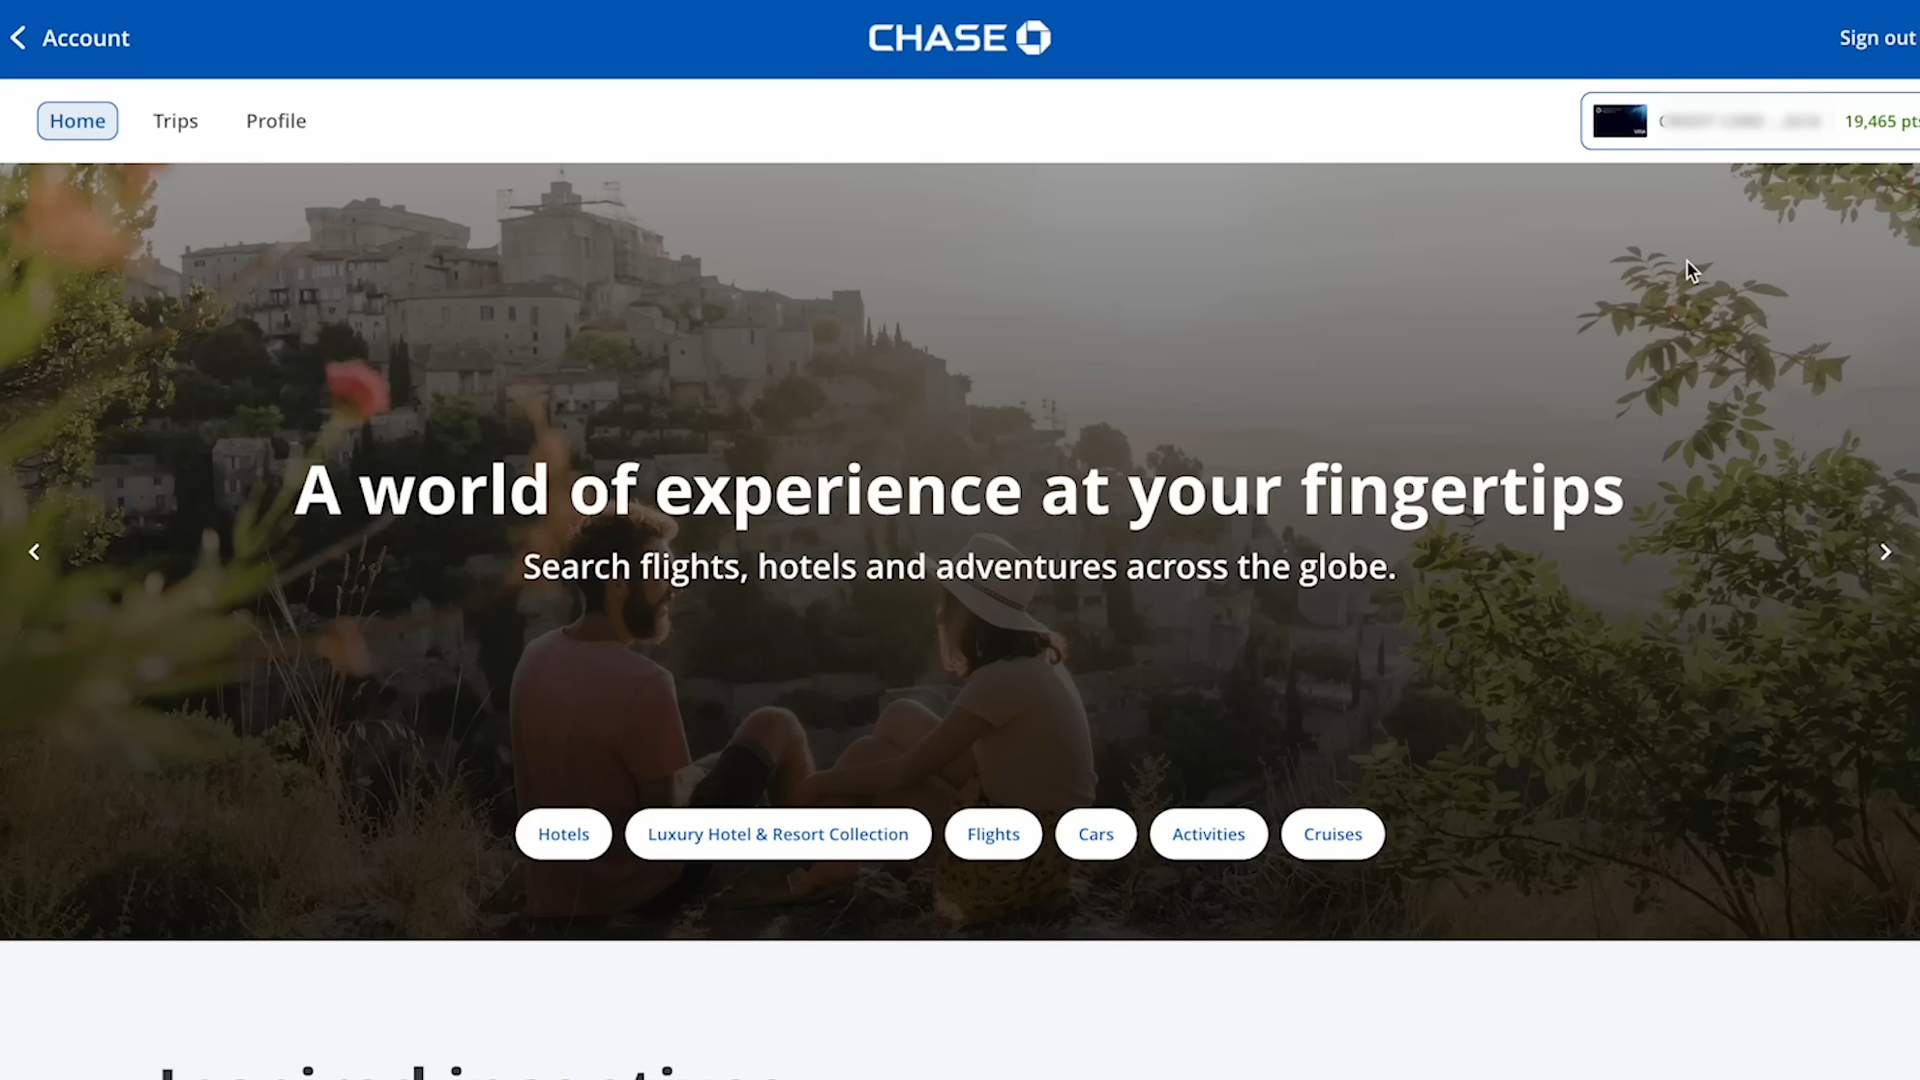 Account
CHASE
Sign out
Home
Trips
Profile
19,465 pts
A world of experience at your fingertips
Search flights, hotels and adventures across the globe.
Hotels
Luxury Hotel & Resort Collection
Flights
Cars
Activities
Cruises